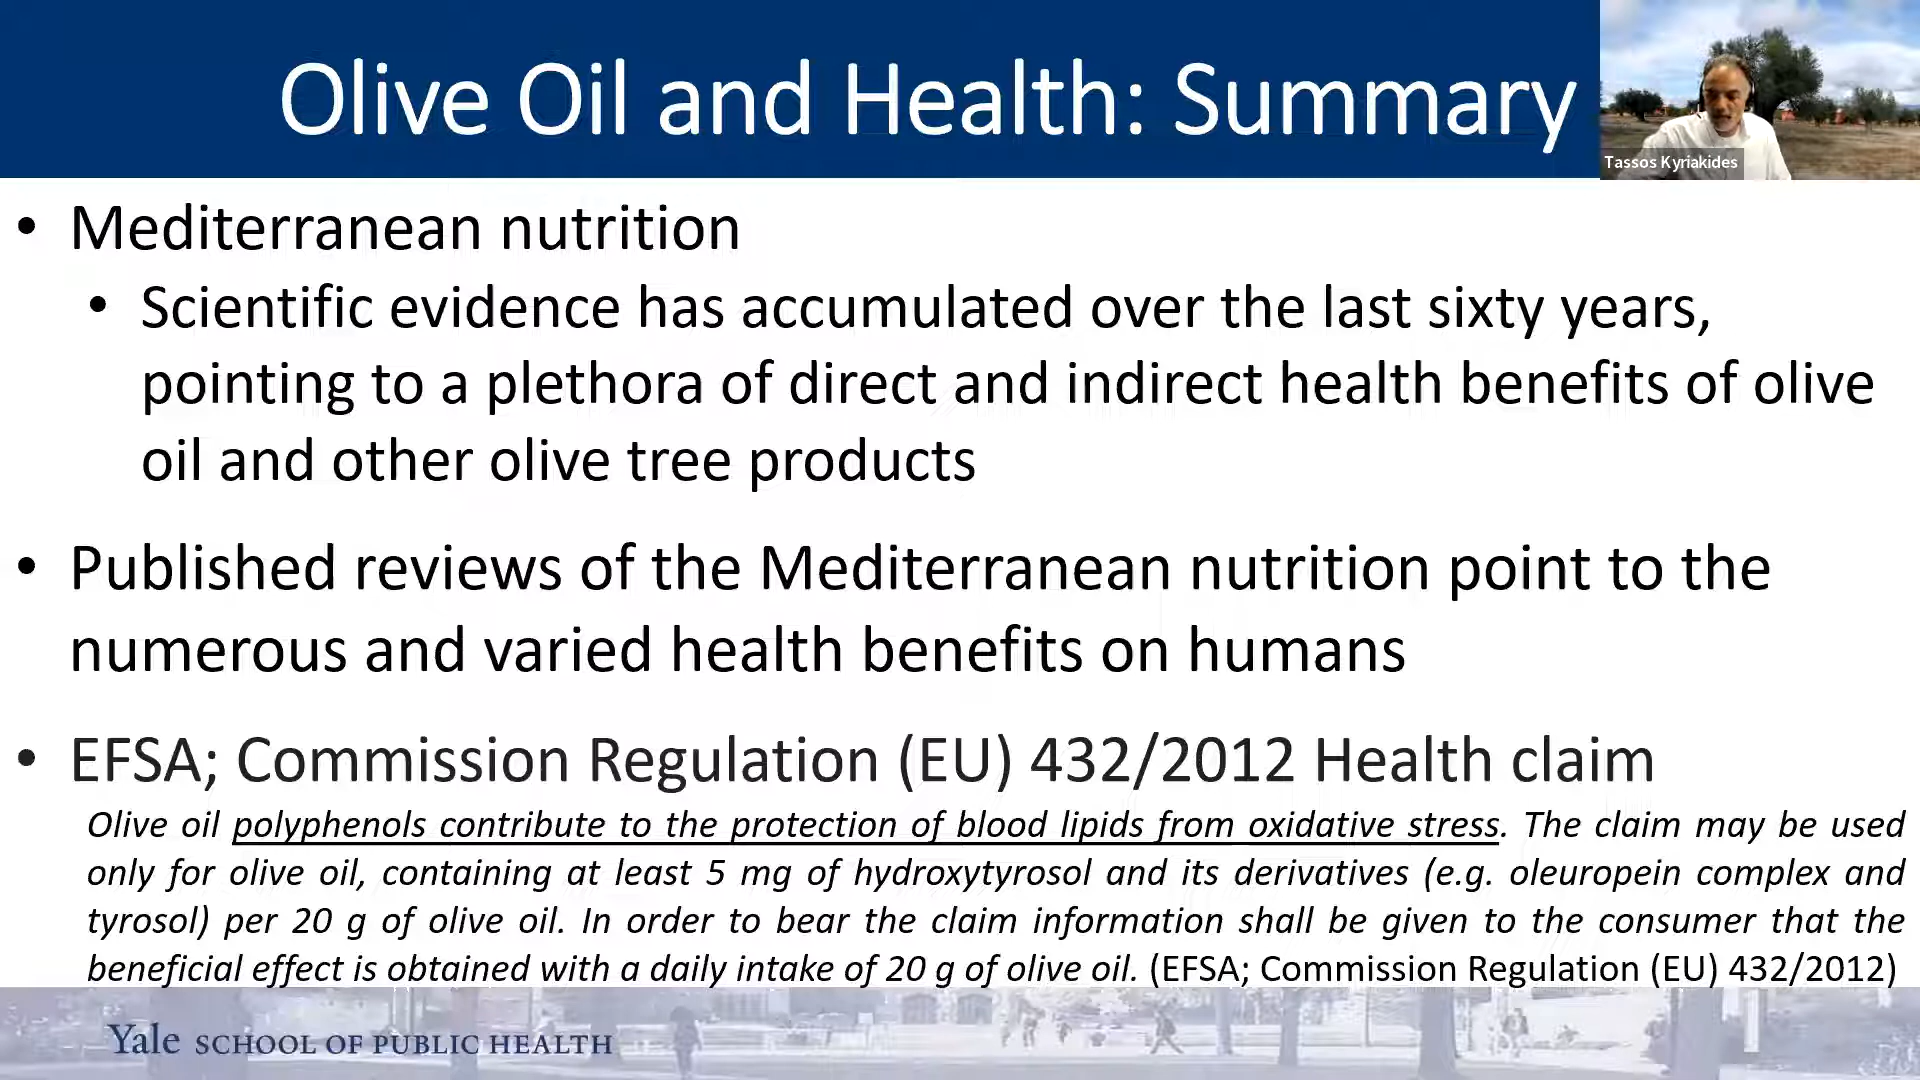 Olive Oil and Health: Summary
Tassos Kyriakides
• Mediterranean nutrition
• Scientific evidence has accumulated over the last sixty years,
pointing to a plethora of direct and indirect health benefits of olive
oil and other olive tree products
• Published reviews of the Mediterranean nutrition point to the
numerous and varied health benefits on humans
• EFSA; Commission Regulation (EU) 432/2012 Health claim
Olive oil polyphenols contribute to the protection of blood lipids from oxidative stress. The claim may be used
only for olive oil, containing at least 5 mg of hydroxytyrosol and its derivatives (e.g. oleuropein complex and
tyrosol) per 20 g of olive oil. In order to bear the claim information shall be given to the consumer that the
beneficial effect is obtained with a daily intake of 20 g of olive oil. (EFSA; Commission Regulation (EU) 432/2012)
Yale SCHOOL OF PUBLIC HEALTH